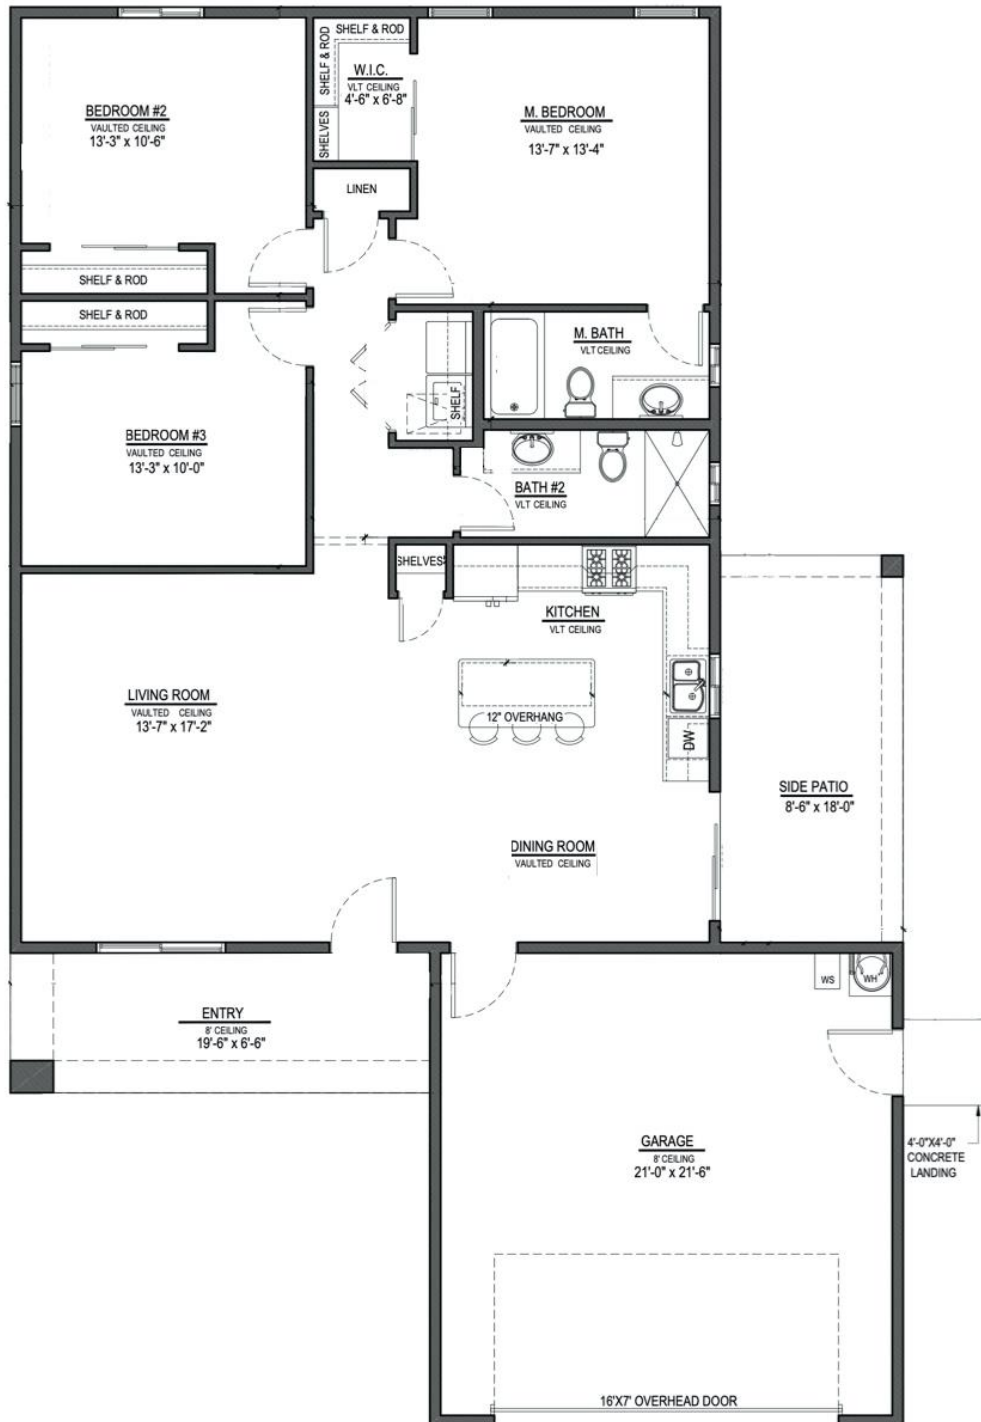 SHELF & ROD
SHELF & ROD
W.I.C.
VLT CEILING
4'-6" x 6'-8"
SHELVES
BEDROOM #2
VAULTED CEILING
13'-3" x 10'-6"
M. BEDROOM
VAULTED CEILING
13'-7" x 13'-4"
LINEN
SHELF & ROD
SHELF & ROD
M. BATH
VLT CEILING
SHELF
BEDROOM #3
VAULTED CEILING
13'-3" x 10'-0"
BATH #2
VLT CEILING
SHELVES
KITCHEN
VLT CEILING
LIVING ROOM
VAULTED CEILING
13'-7" x 17'-2"
12" OVERHANG
DW
SIDE PATIO
8'-6" x 18'-0"
DINING ROOM
VAULTED CEILING
WS
WH
ENTRY
8' CEILING
19'-6" x 6'-6"
GARAGE
8' CEILING
21'-0" x 21'-6"
4'-0"X4'-0"
CONCRETE
LANDING
16'X7' OVERHEAD DOOR